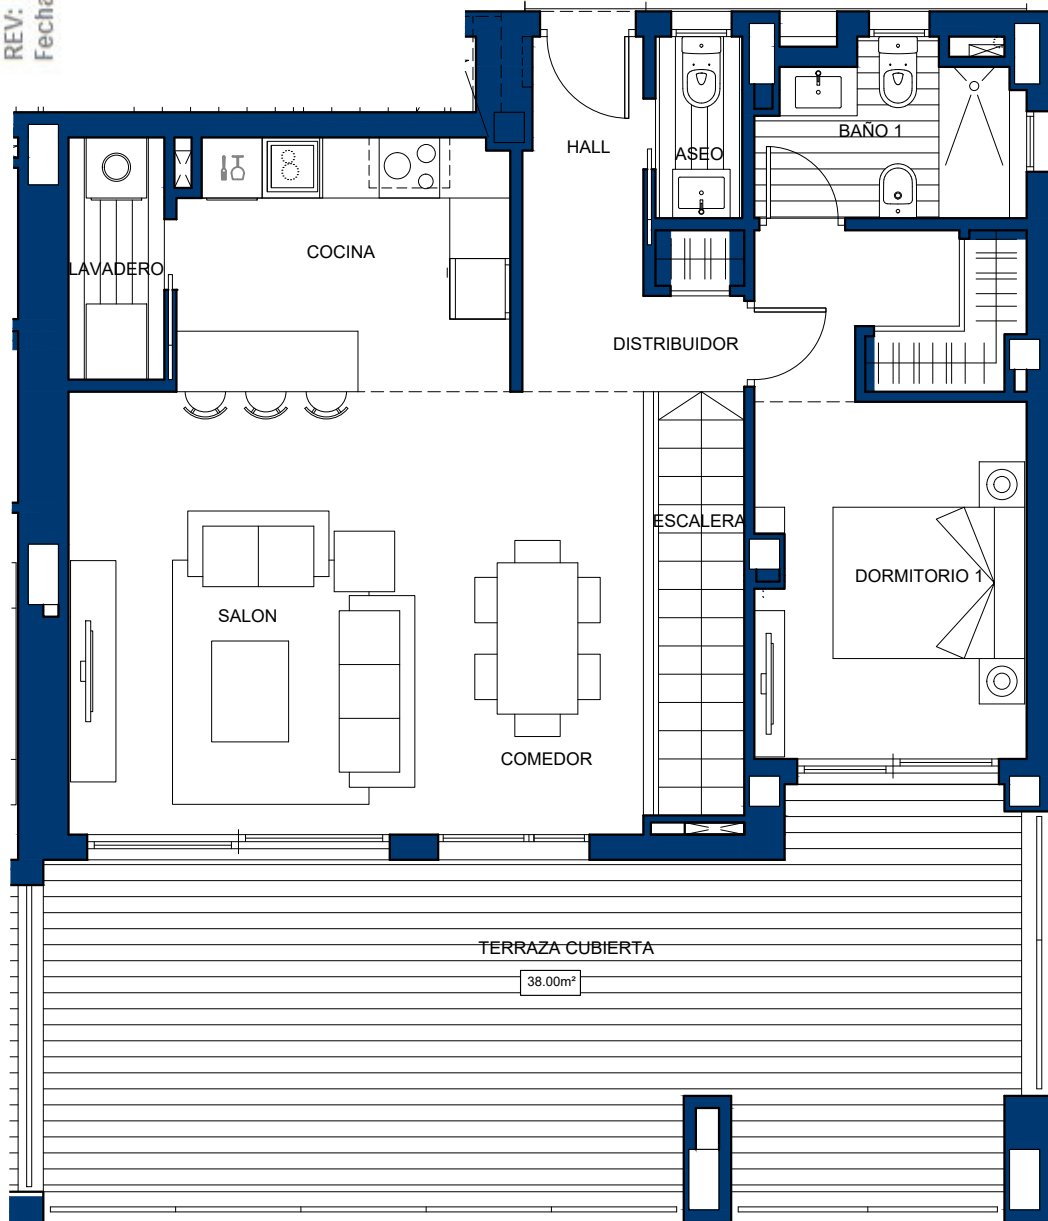 REV:
Fecha
HALL
ASEO
BAÑO 1
COCINA
LAVADERO
DISTRIBUIDOR
ESCALERA
DORMITORIO 1
SALON
COMEDOR
TERRAZA CUBIERTA
38.00m²